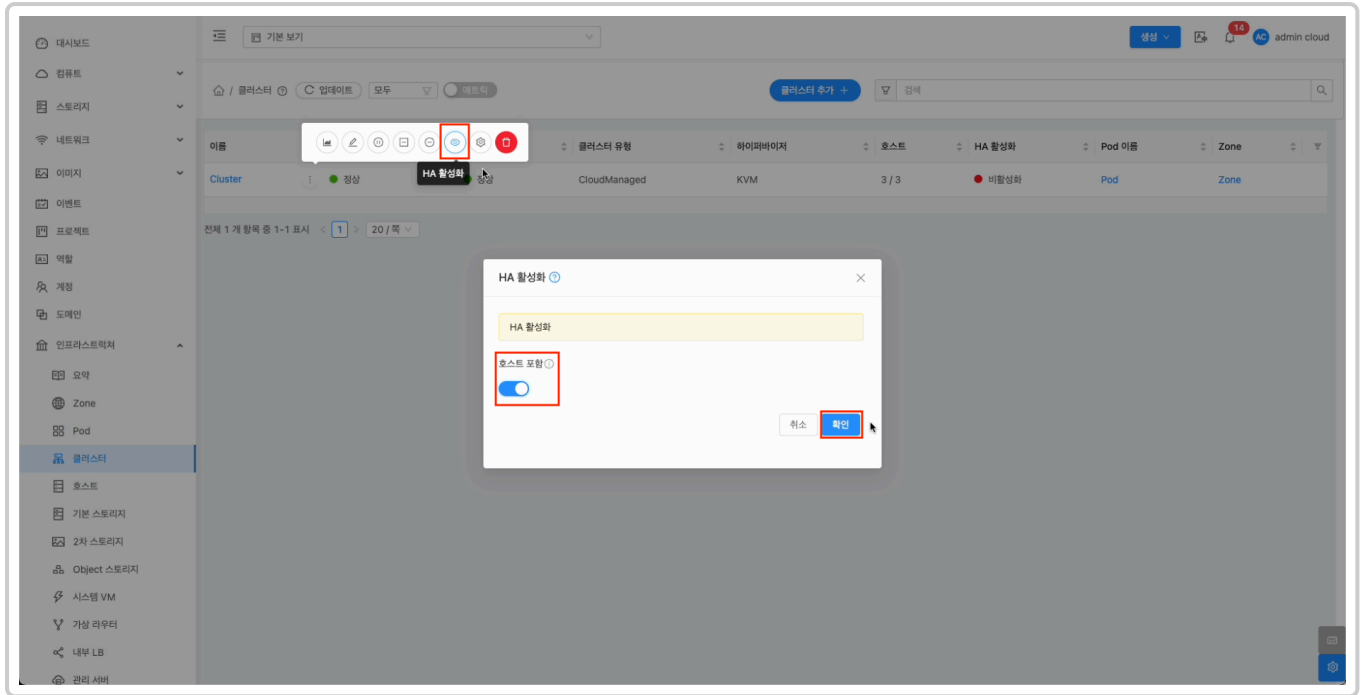 대시보드
기본 보기
생성
14
AC
admin cloud
컴퓨트
스토리지
네트워크
이미지
이벤트
프로젝트
역할
계정
도메인
인프라스트럭쳐
요약
Zone
Pod
클러스터
호스트
기본 스토리지
2차 스토리지
Object 스토리지
시스템 VM
가상 라우터
내부 LB
관리 서버
/ 클러스터
업데이트
모두
메트릭
클러스터 추가 +
검색
이름
클러스터 유형
하이퍼바이저
호스트
HA 활성화
Pod 이름
Zone
HA 활성화
Cluster
정상
정상
CloudManaged
KVM
3 / 3
비활성화
Pod
Zone
전체 1 개 항목 중 1-1 표시 < 1 > 20 / 쪽
HA 활성화
HA 활성화
호스트 포함
취소
확인